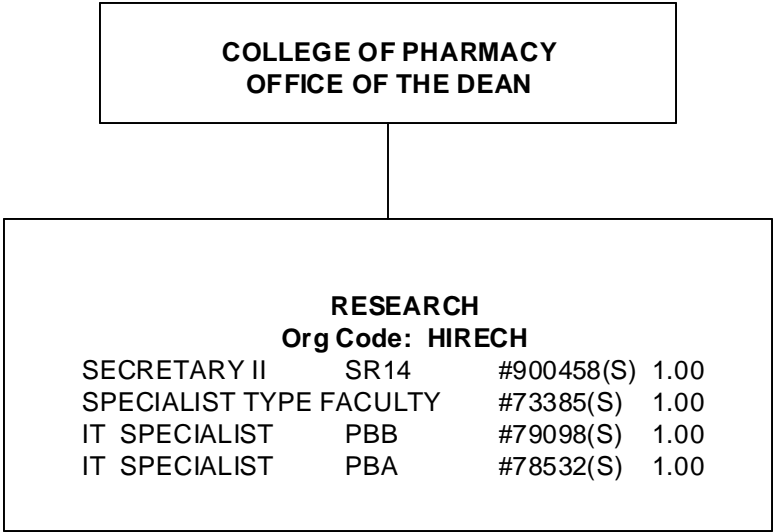 COLLEGE OF PHARMACY
OFFICE OF THE DEAN
RESEARCH
Org Code: HIRECH
SECRETARY II SR14 #900458(S) 1.00
SPECIALIST TYPE FACULTY #73385(S) 1.00
IT SPECIALIST PBB #79098(S) 1.00
IT SPECIALIST PBA #78532(S) 1.00